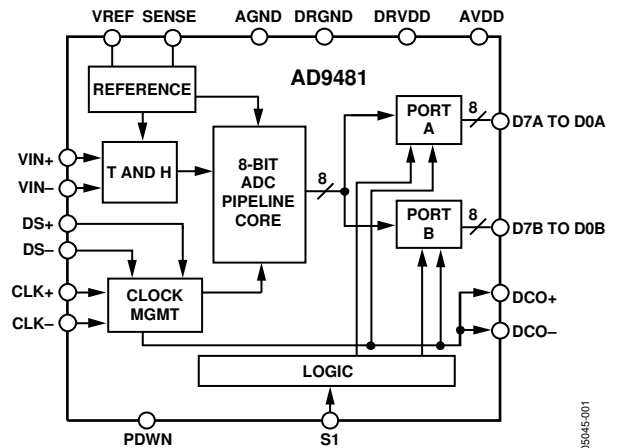 VREF SENSE AGND DRGND DRVDD AVDD
AD9481
REFERENCE
PORT
A
8
D7A TO D0A
VIN+
VIN–
T AND H
8-BIT
ADC
PIPELINE
CORE
8
DS+
DS–
PORT
B
8
D7B TO D0B
CLK+
CLK–
CLOCK
MGMT
DCO+
DCO–
LOGIC
PDWN
S1
05045-001